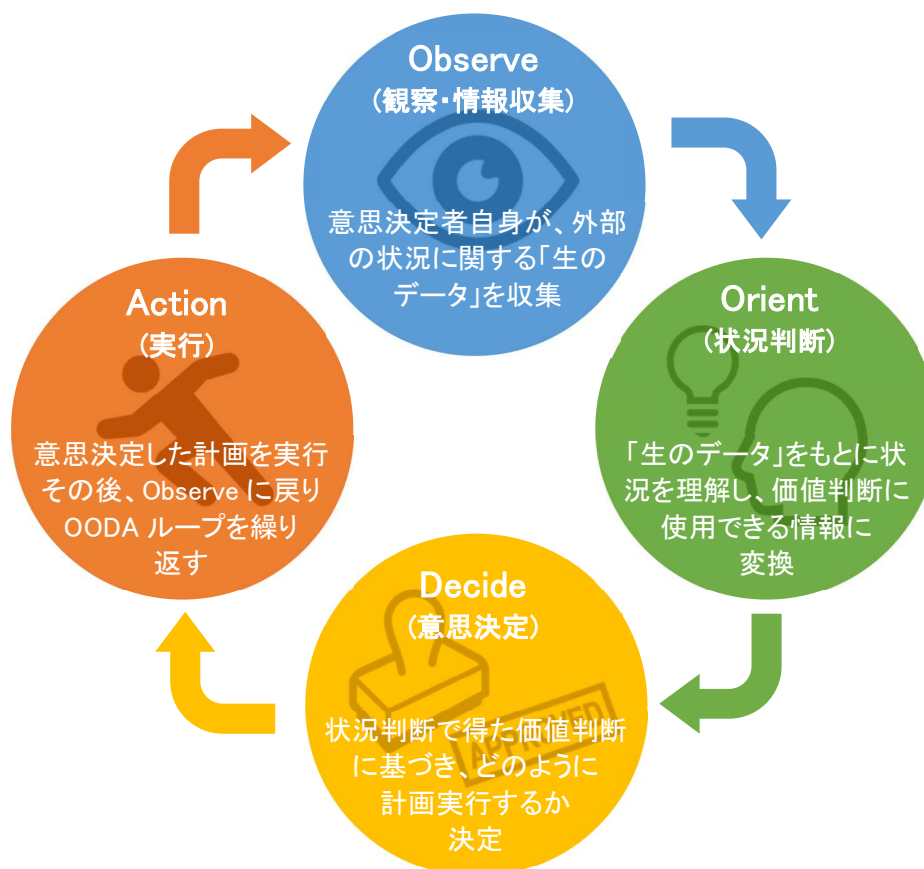 Observe
(観察・情報収集)
意思決定者自身が、外部
の状況に関する「生の
データ」を収集
Orient
(状況判断)
「生のデータ」をもとに状
況を理解し、価値判断に
使用できる情報に
変換
Decide
(意思決定)
APPROVED
状況判断で得た価値判断
に基づき、どのように
計画実行するか
決定
Action
(実行)
意思決定した計画を実行
その後、Observe に戻り
OODA ループを繰り
返す